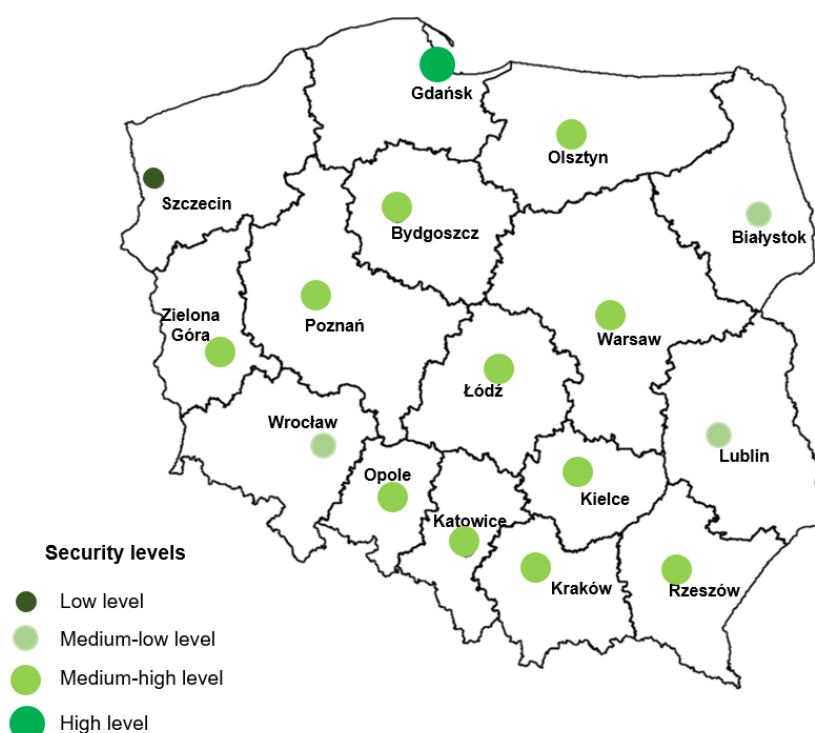 Gdańsk
Olsztyn
Szczecin
Bydgoszcz
Białystok
Zielona
Góra
Poznań
Warsaw
Łódź
Wrocław
Lublin
Opole
Kielce
Katowice
Kraków
Rzeszów
Security levels
Low level
Medium-low level
Medium-high level
High level